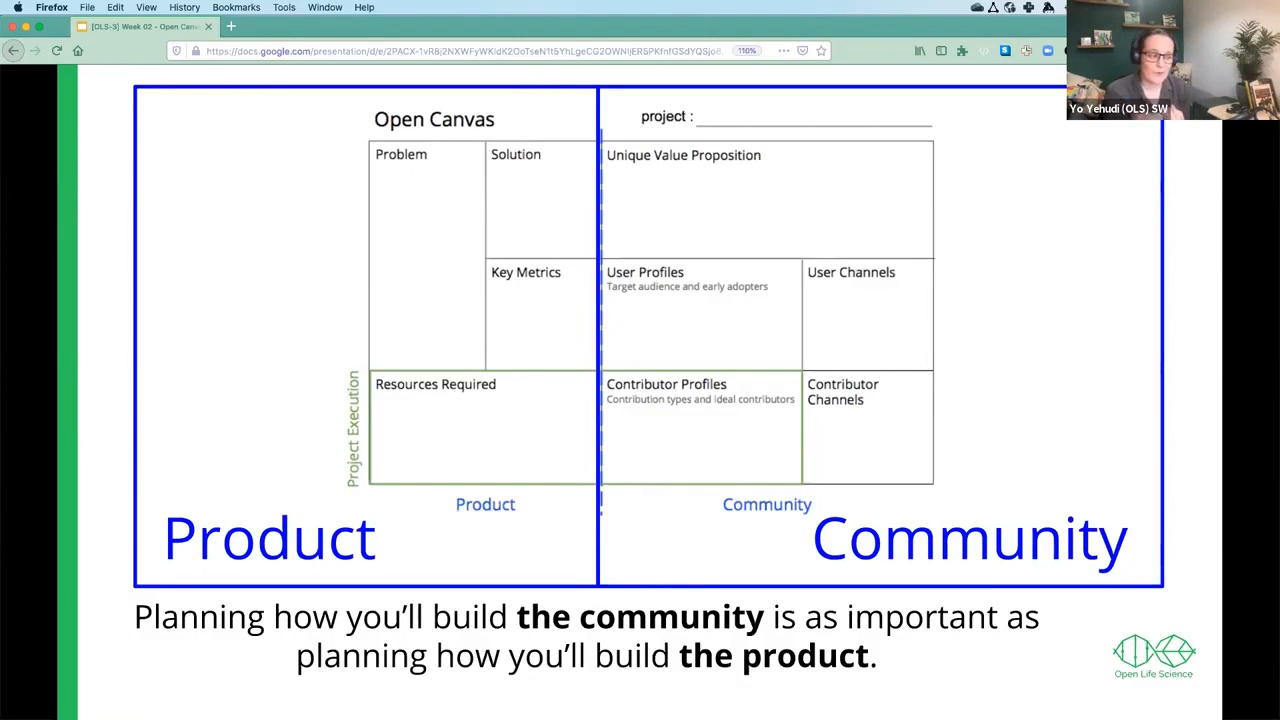 Firefox File Edit View History Bookmarks Tools Window Help
[OLS-3] Week 02 - Open Canva
110%
Yo Yehudi (OLS) SW
Open Canvas
project :
Problem
Solution
Unique Value Proposition
Key Metrics
User Profiles
Target audience and early adopters
User Channels
Project Execution
Resources Required
Contributor Profiles
Contribution types and ideal contributors
Contributor
Channels
Product
Community
Product
Community
Planning how you’ll build the community is as important as
planning how you’ll build the product.
Open Life Science